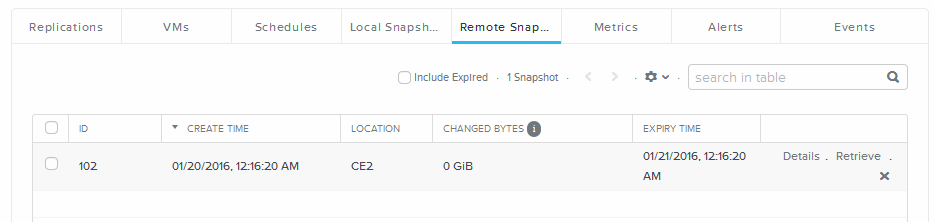 Replications VMs Schedules Local Snapsh... Remote Snap... Metrics Alerts Events
Include Expired · 1 Snapshot · · · search in table
ID CREATE TIME LOCATION CHANGED BYTES i EXPIRY TIME
102 01/20/2016, 12:16:20 AM CE2 0 GiB 01/21/2016, 12:16:20 Details . Retrieve .
AM